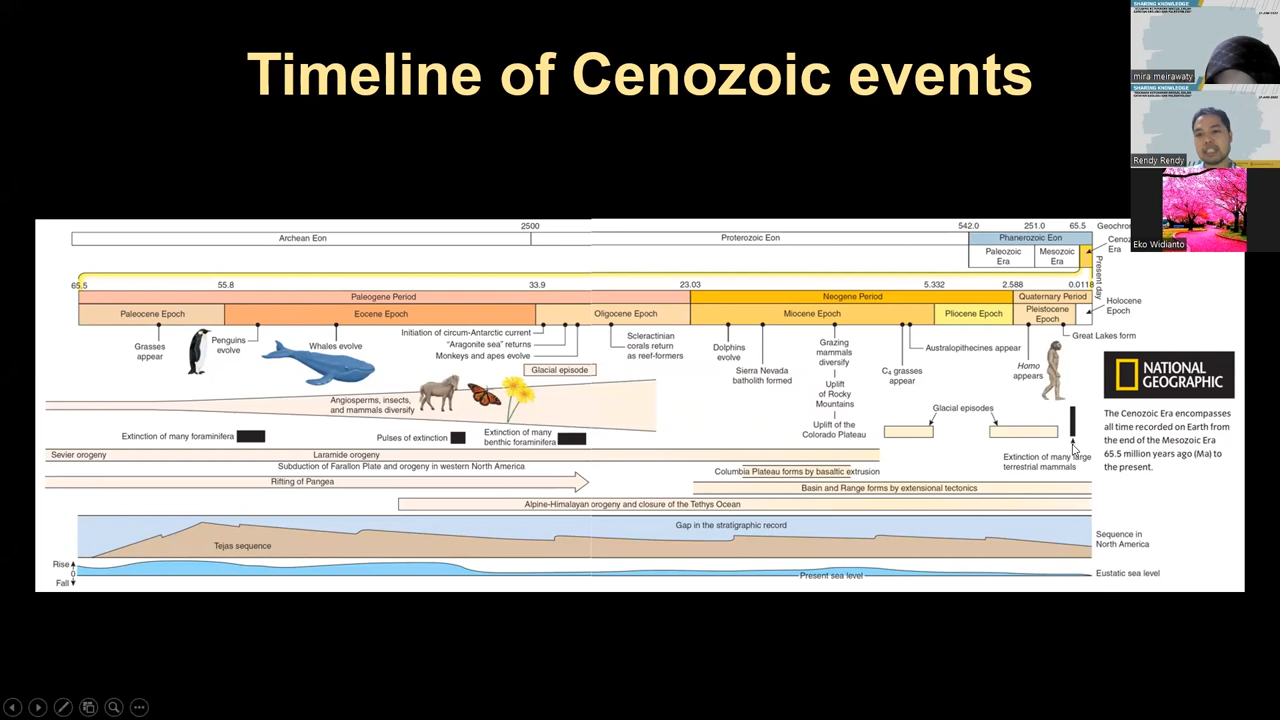 Timeline of Cenozoic events
SHARING KNOWLEDGE
mira meirawaty
SHARING KNOWLEDGE
Rendy Rendy
Eko Widianto
2500
542.0
251.0
65.5
Archean Eon
Proterozoic Eon
Phanerozoic Eon
Paleozoic
Era
Mesozoic
Era
Era
Present day
65.5
55.8
33.9
23.03
5.332
2.588
0.0118
Paleogene Period
Neogene Period
Quaternary Period
Paleocene Epoch
Eocene Epoch
Oligocene Epoch
Miocene Epoch
Pliocene Epoch
Pleistocene
Epoch
Holocene
Epoch
Grasses
appear
Penguins
evolve
Whales evolve
Initiation of circum-Antarctic current
"Aragonite sea" returns
Monkeys and apes evolve
Glacial episode
Scleractinian
corals return
as reef-formers
Dolphins
evolve
Sierra Nevada
batholith formed
Grazing
mammals
diversify
Uplift
of Rocky
Mountains
Uplift of the
Colorado Plateau
C4 grasses
appear
Australopithecines appear
Homo
appears
Great Lakes form
Angiosperms, insects,
and mammals diversify
Glacial episodes
Extinction of many foraminifera
Pulses of extinction
Extinction of many
benthic foraminifera
Extinction of many large
terrestrial mammals
Sevier orogeny
Laramide orogeny
Subduction of Farallon Plate and orogeny in western North America
Columbia Plateau forms by basaltic extrusion
Rifting of Pangea
Basin and Range forms by extensional tectonics
Alpine-Himalayan orogeny and closure of the Tethys Ocean
Gap in the stratigraphic record
Tejas sequence
Sequence in
North America
Rise
0
Fall
Present sea level
Eustatic sea level
NATIONAL
GEOGRAPHIC
The Cenozoic Era encompasses
all time recorded on Earth from
the end of the Mesozoic Era
65.5 million years ago (Ma) to
the present.